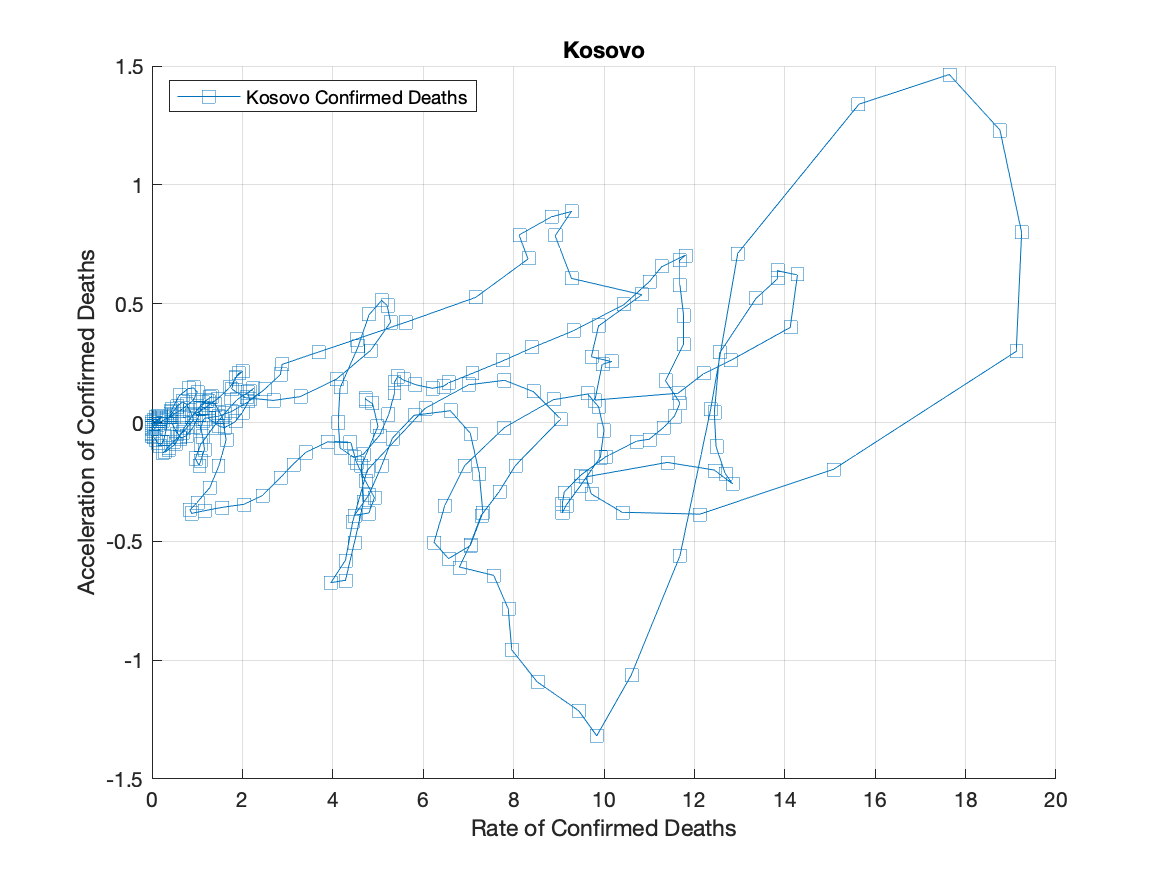 Kosovo
Kosovo Confirmed Deaths
1.5
1
0.5
0
-0.5
-1
-1.5
Acceleration of Confirmed Deaths
0 2 4 6 8 10 12 14 16 18 20
Rate of Confirmed Deaths